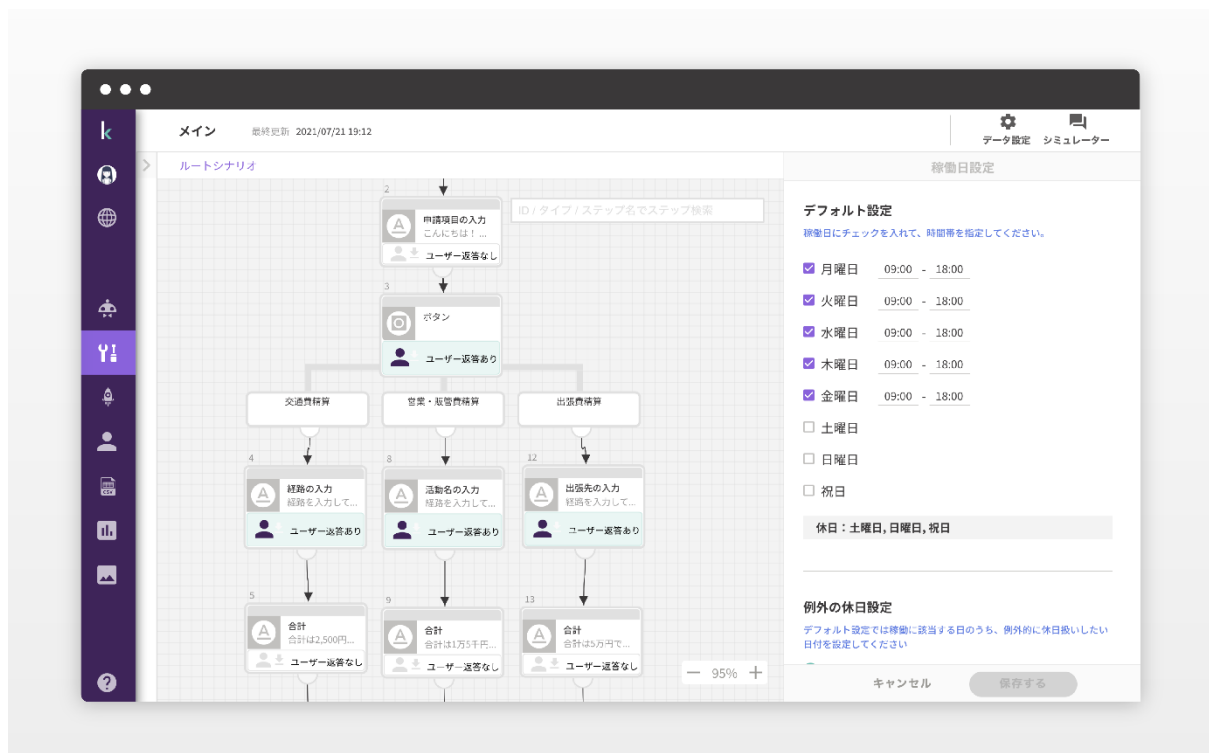 k
メイン
最終更新 2021/07/21 19:12
データ設定
シミュレーター
ルートシナリオ
ID / タイプ / ステップ名でステップ検索
2
申請項目の入力
こんにちは！ ...
ユーザー返答なし
3
ボタン
ユーザー返答あり
交通費精算
営業・販管費精算
出張費精算
4
経路の入力
経路を入力して...
ユーザー返答あり
8
活動名の入力
経路を入力して...
ユーザー返答あり
12
出張先の入力
経路を入力して...
ユーザー返答あり
5
合計
合計は2,500円...
ユーザー返答なし
9
合計
合計は1万5千円...
ユーザー返答なし
13
合計
合計は5万円で...
ユーザー返答なし
95%
稼働日設定
デフォルト設定
稼働日にチェックを入れて、時間帯を指定してください。
月曜日 09:00 - 18:00
火曜日 09:00 - 18:00
水曜日 09:00 - 18:00
木曜日 09:00 - 18:00
金曜日 09:00 - 18:00
土曜日
日曜日
祝日
休日：土曜日, 日曜日, 祝日
例外の休日設定
デフォルト設定では稼働に該当する日のうち、例外的に休日扱いしたい
日付を設定してください
キャンセル
保存する
CSV